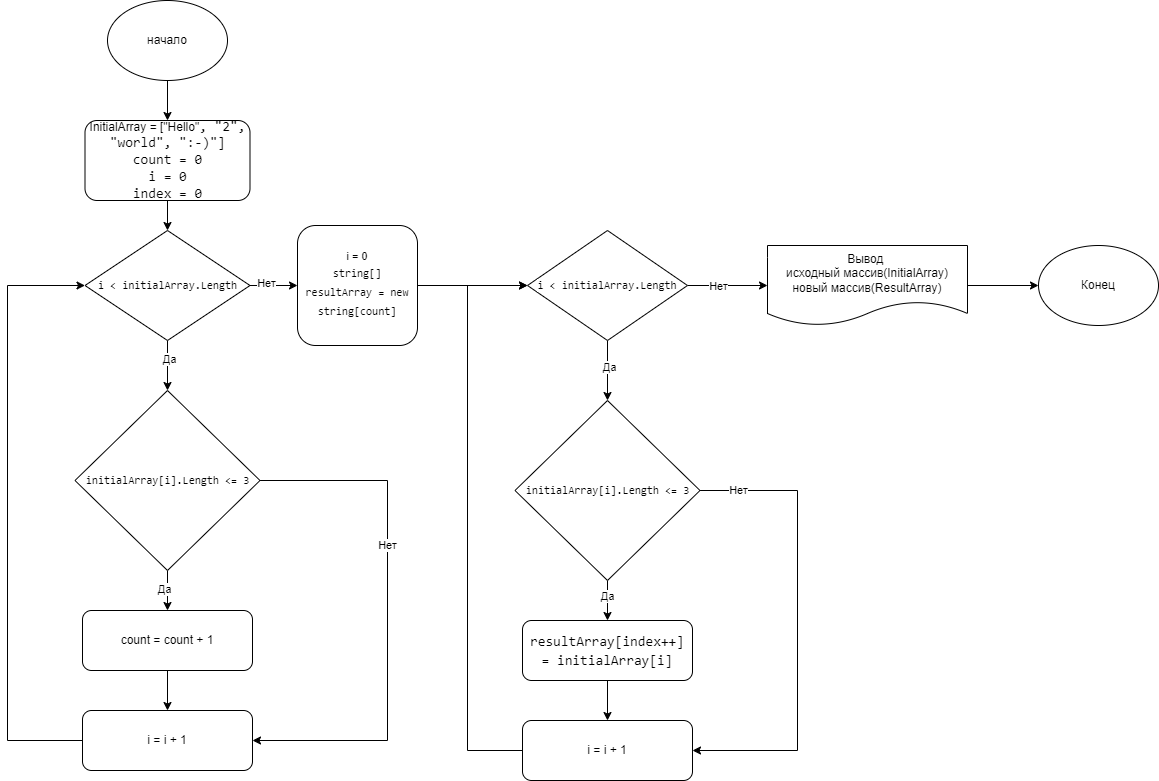 начало
InitialArray = ["Hello", "2",
"world", ":-)"]
count = 0
i = 0
index = 0
i < initialArray.Length
Нет
i = 0
string[]
resultArray = new
string[count]
i < initialArray.Length
Нет
Вывод
исходный массив(InitialArray)
новый массив(ResultArray)
Конец
Да
Да
initialArray[i].Length <= 3
Нет
initialArray[i].Length <= 3
Нет
Да
Да
count = count + 1
resultArray[index++]
= initialArray[i]
i = i + 1
i = i + 1